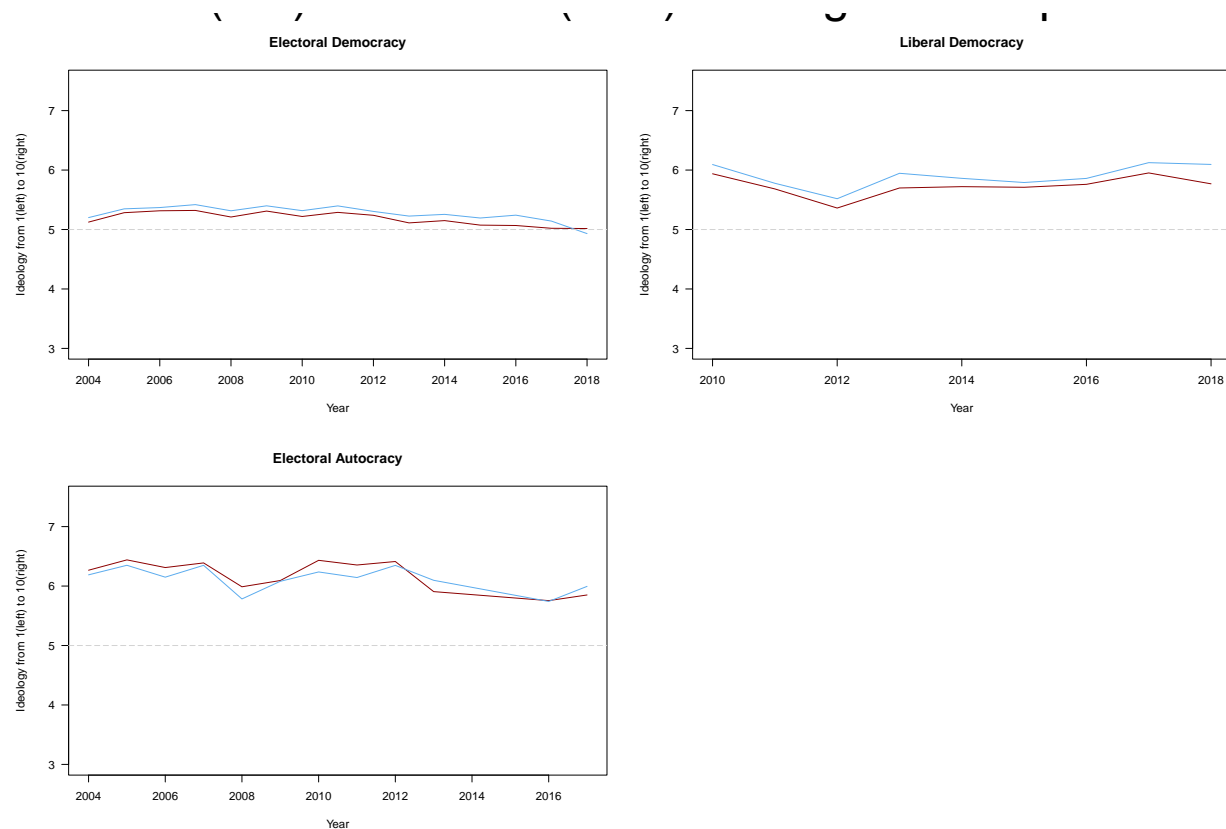 Electoral Democracy
Ideology from 1(left) to 10(right)
7
6
5
4
3
2004 2006 2008 2010 2012 2014 2016 2018
Year
Liberal Democracy
Ideology from 1(left) to 10(right)
7
6
5
4
3
2010 2012 2014 2016 2018
Year
Electoral Autocracy
Ideology from 1(left) to 10(right)
7
6
5
4
3
2004 2006 2008 2010 2012 2014 2016
Year